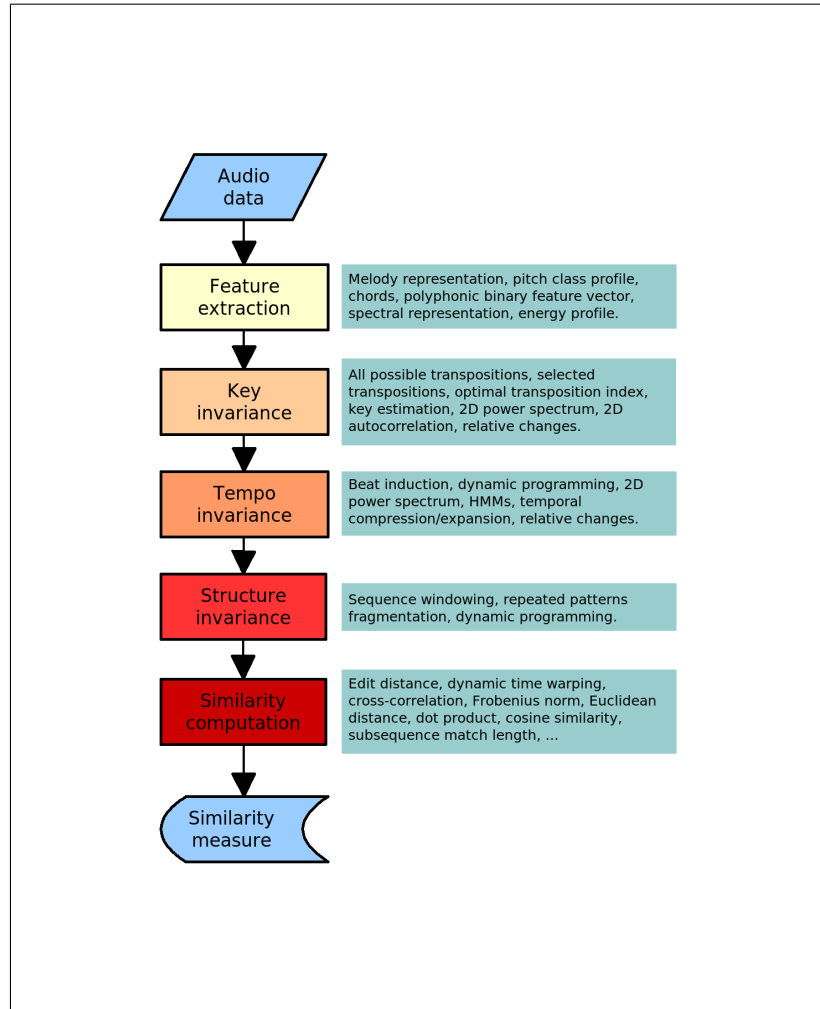 Audio
data
Feature
extraction
Melody representation, pitch class profile,
chords, polyphonic binary feature vector,
spectral representation, energy profile.
Key
invariance
All possible transpositions, selected
transpositions, optimal transposition index,
key estimation, 2D power spectrum, 2D
autocorrelation, relative changes.
Tempo
invariance
Beat induction, dynamic programming, 2D
power spectrum, HMMs, temporal
compression/expansion, relative changes.
Structure
invariance
Sequence windowing, repeated patterns
fragmentation, dynamic programming.
Similarity
computation
Edit distance, dynamic time warping,
cross-correlation, Frobenius norm, Euclidean
distance, dot product, cosine similarity,
subsequence match length, ...
Similarity
measure